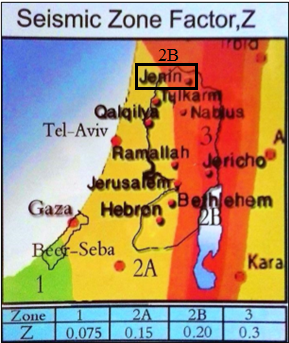 Seismic Zone Factor,Z
2B
Irbid
Jenin
Tulkarm
Qalqilya
Nablus
Tel-Aviv
3
A
Ramallah
Jericho
Jerusalem
Bethlehem
Gaza
Hebron
2B
Beer-Seba
2A
Kara
1
Zone 1 2A 2B 3
Z 0.075 0.15 0.20 0.3